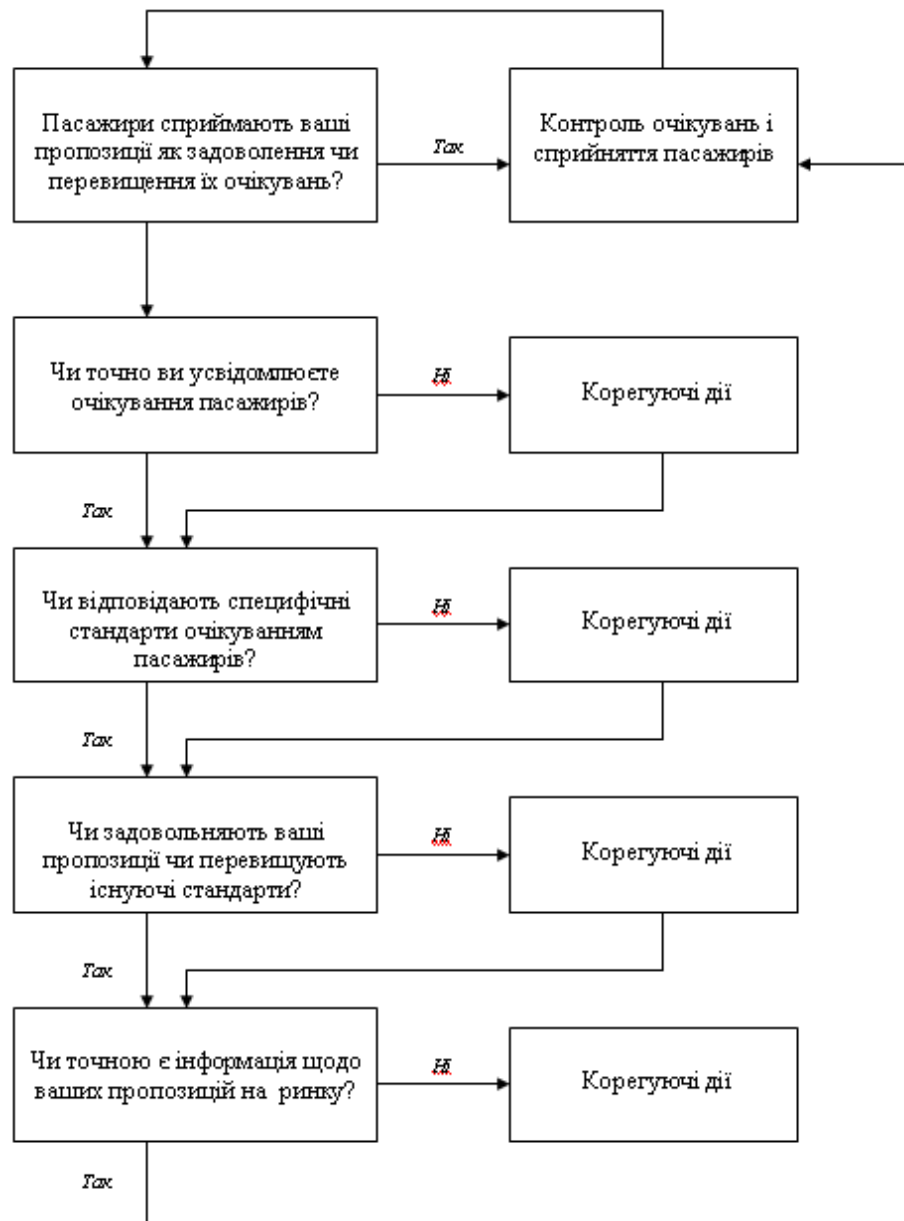 Пасажири сприймають ваші
пропозиції як задоволення чи
перевищення їх очікувань?
Так
Контроль очікувань і
сприйняття пасажирів
Чи точно ви усвідомлюєте
очікування пасажирів?
Ні
Корегуючі дії
Так
Чи відповідають специфічні
стандарти очікуванням
пасажирів?
Ні
Корегуючі дії
Так
Чи задовольняють ваші
пропозиції чи перевищують
існуючі стандарти?
Ні
Корегуючі дії
Так
Чи точною є інформація щодо
ваших пропозицій на ринку?
Ні
Корегуючі дії
Так